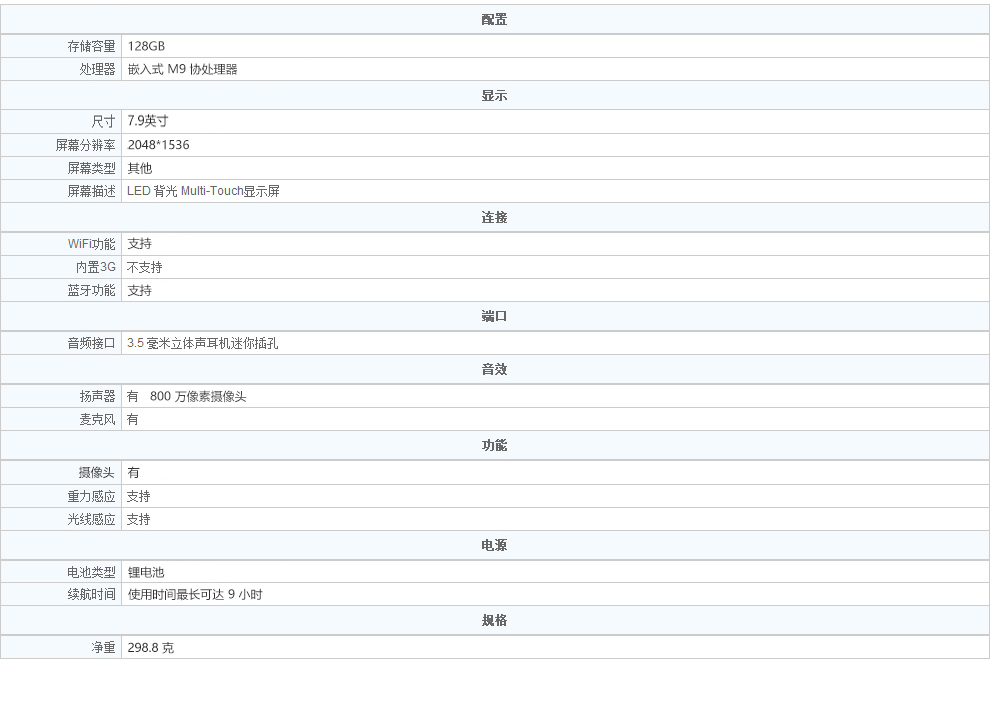 配置
存储容量 128GB
处理器 嵌入式 M9 协处理器
显示
尺寸 7.9英寸
屏幕分辨率 2048*1536
屏幕类型 其他
屏幕描述 LED 背光 Multi-Touch显示屏
连接
WiFi功能 支持
内置3G 不支持
蓝牙功能 支持
端口
音频接口 3.5 毫米立体声耳机迷你插孔
音效
扬声器 有 800 万像素摄像头
麦克风 有
功能
摄像头 有
重力感应 支持
光线感应 支持
电源
电池类型 锂电池
续航时间 使用时间最长可达 9 小时
规格
净重 298.8 克